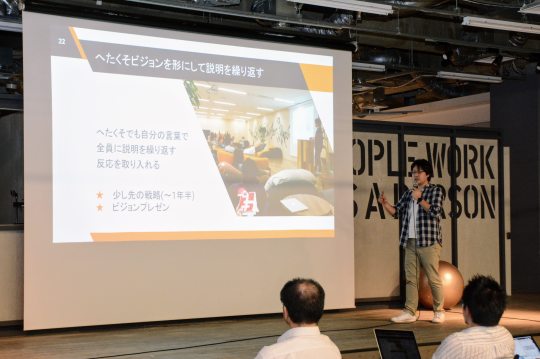 22
へたくそビジョンを形にして説明を繰り返す
へたくそでも自分の言葉で
全員に説明を繰り返す
反応を取り入れる
★ 少し先の戦略(〜1年半)
★ ビジョンプレゼン
OPLE WORK
S A
SON